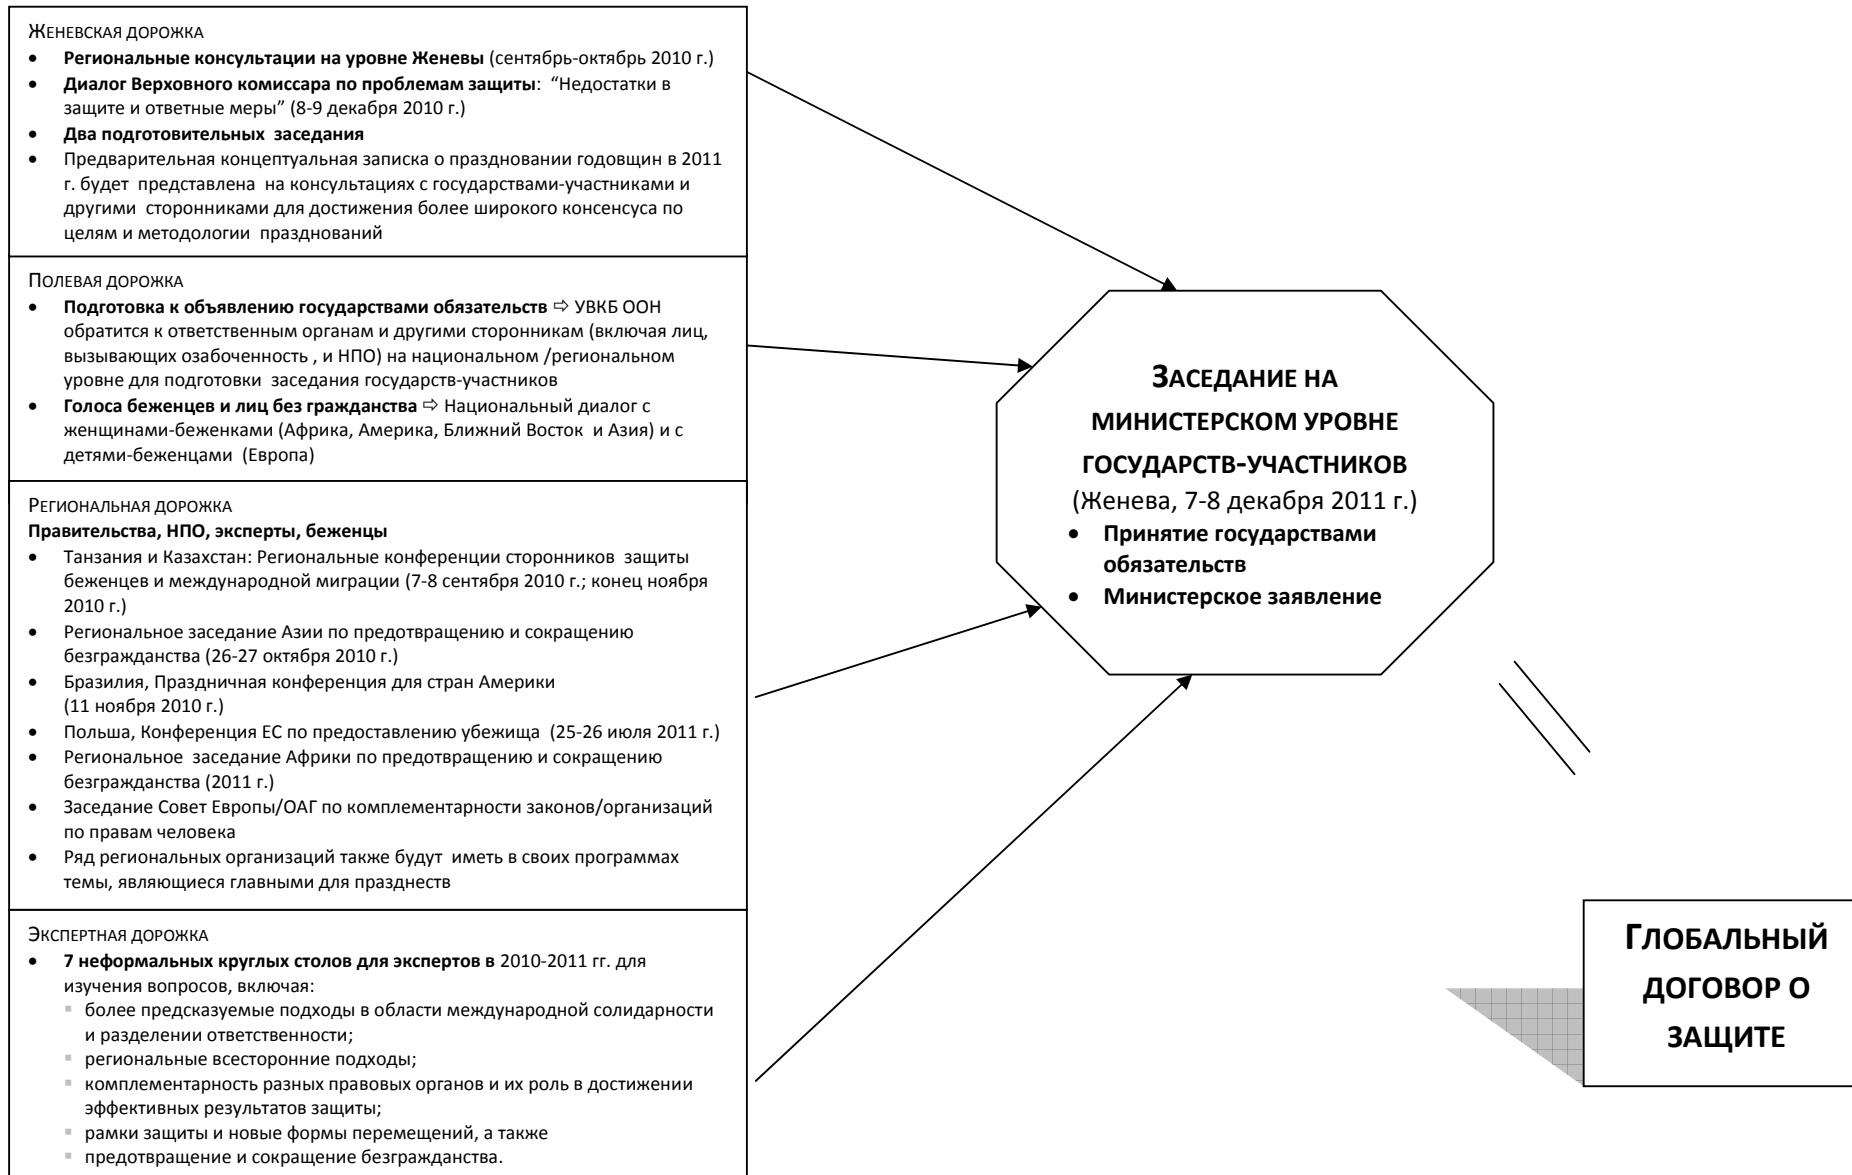 ЖЕНЕВСКАЯ ДОРОЖКА
• Региональные консультации на уровне Женевы (сентябрь-октябрь 2010 г.)
• Диалог Верховного комиссара по проблемам защиты: “Недостатки в
защите и ответные меры” (8-9 декабря 2010 г.)
• Два подготовительных заседания
• Предварительная концептуальная записка о праздновании годовщин в 2011
г. будет представлена на консультациях с государствами-участниками и
другими сторонниками для достижения более широкого консенсуса по
целям и методологии празднований
ПОЛЕВАЯ ДОРОЖКА
• Подготовка к объявлению государствами обязательств ⇨ УВКБ ООН
обратится к ответственным органам и другими сторонникам (включая лиц,
вызывающих озабоченность , и НПО) на национальном /региональном
уровне для подготовки заседания государств-участников
• Голоса беженцев и лиц без гражданства ⇨ Национальный диалог с
женщинами-беженками (Африка, Америка, Ближний Восток и Азия) и с
детями-беженцами (Европа)
РЕГИОНАЛЬНАЯ ДОРОЖКА
Правительства, НПО, эксперты, беженцы
• Танзания и Казахстан: Региональные конференции сторонников защиты
беженцев и международной миграции (7-8 сентября 2010 г.; конец ноября
2010 г.)
• Региональное заседание Азии по предотвращению и сокращению
безгражданства (26-27 октября 2010 г.)
• Бразилия, Праздничная конференция для стран Америки
(11 ноября 2010 г.)
• Польша, Конференция ЕС по предоставлению убежища (25-26 июля 2011 г.)
• Региональное заседание Африки по предотвращению и сокращению
безгражданства (2011 г.)
• Заседание Совет Европы/ОАГ по комплементарности законов/организаций
по правам человека
• Ряд региональных организаций также будут иметь в своих программах
темы, являющиеся главными для празднеств
ЭКСПЕРТНАЯ ДОРОЖКА
• 7 неформальных круглых столов для экспертов в 2010-2011 гг. для
изучения вопросов, включая:
▪ более предсказуемые подходы в области международной солидарности
и разделении ответственности;
▪ региональные всесторонние подходы;
▪ комплементарность разных правовых органов и их роль в достижении
эффективных результатов защиты;
▪ рамки защиты и новые формы перемещений, а также
▪ предотвращение и сокращение безгражданства.
ЗАСЕДАНИЕ НА
МИНИСТЕРСКОМ УРОВНЕ
ГОСУДАРСТВ-УЧАСТНИКОВ
(Женева, 7-8 декабря 2011 г.)
• Принятие государствами
обязательств
• Министерское заявление
ГЛОБАЛЬНЫЙ
ДОГОВОР О
ЗАЩИТЕ